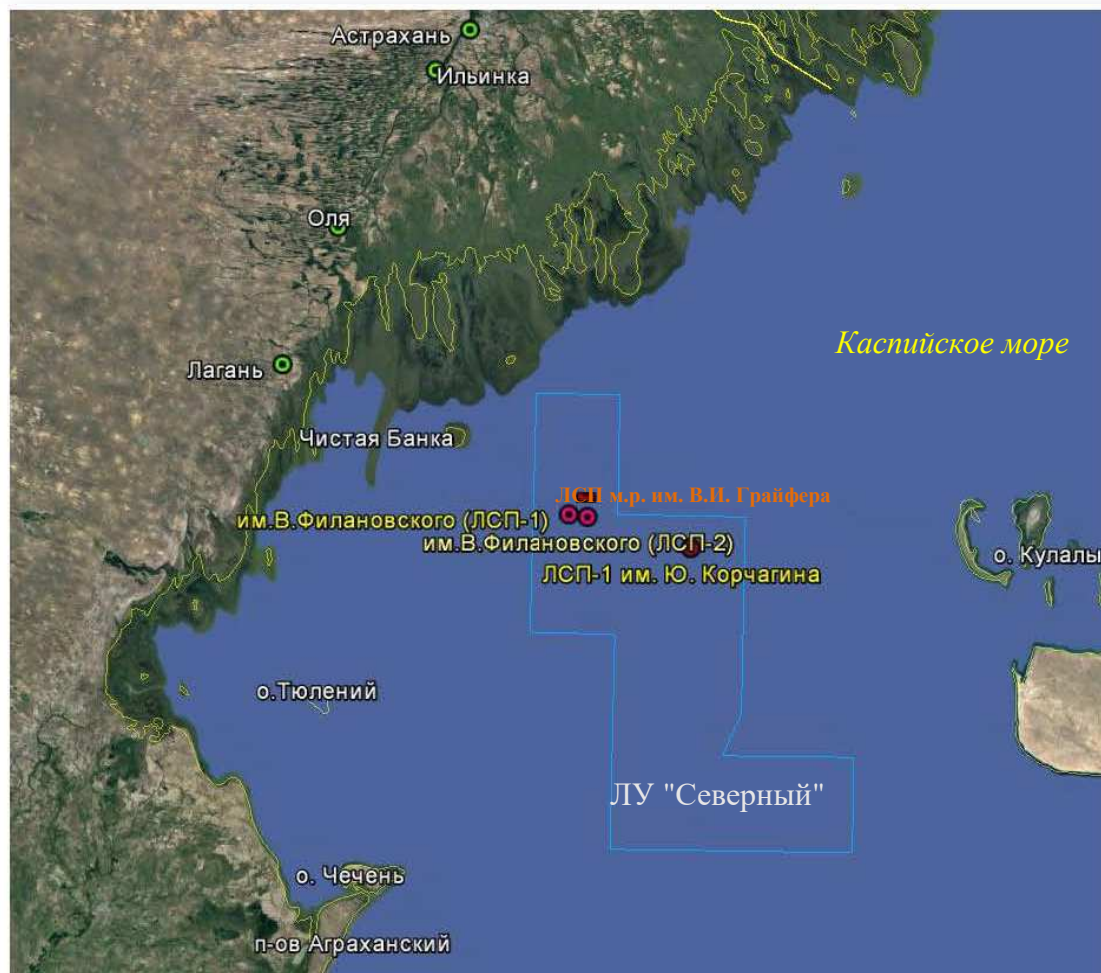 Астрахань
Ильинка
Оля
Каспийское море
Лагань
Чистая Банка
ЛСП м.р. им. В.И. Грайфера
им.В.Филановского (ЛСП-1)
им.В.Филановского (ЛСП-2)
о. Кулалы
ЛСП-1 им. Ю. Корчагина
о.Тюлений
ЛУ "Северный"
о. Чечень
п-ов Аграханский